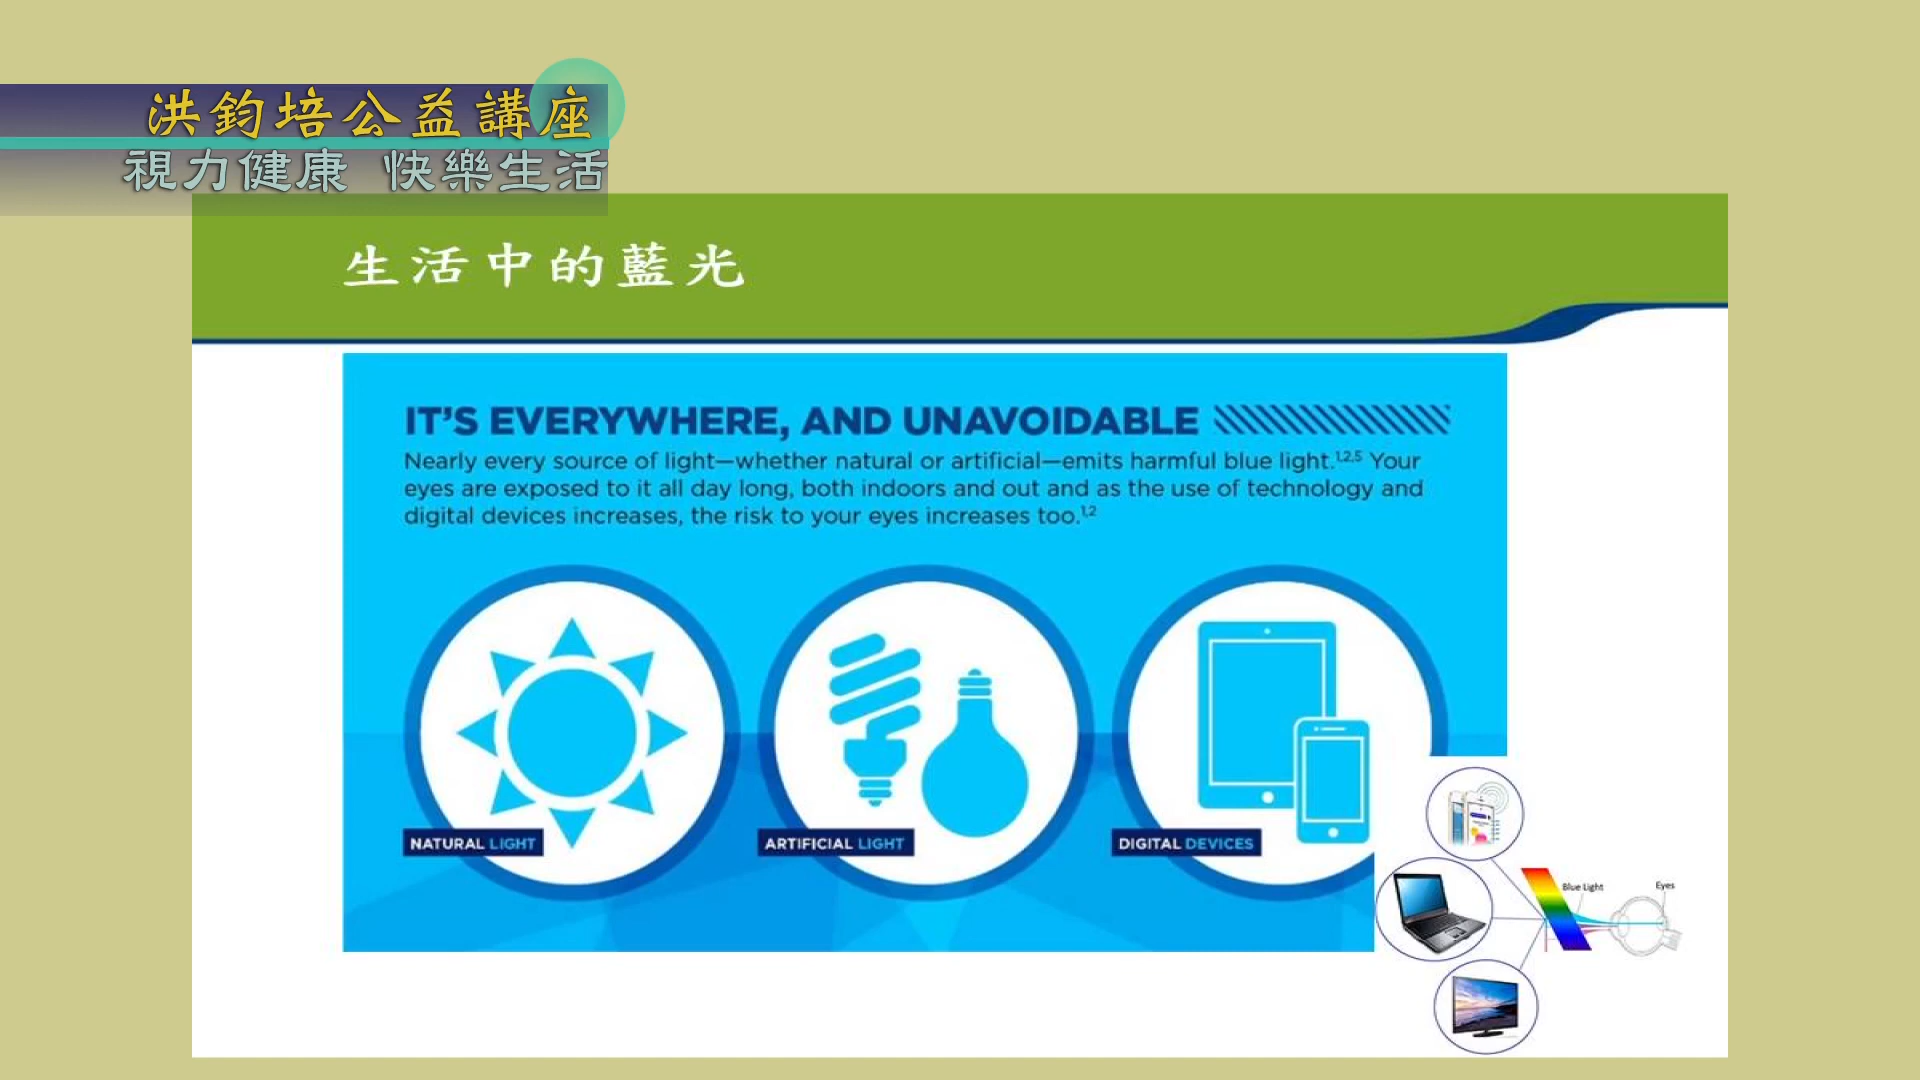 洪鈞培公益講座
視力健康 快樂生活
生活中的藍光
IT'S EVERYWHERE, AND UNAVOIDABLE
Nearly every source of light—whether natural or artificial—emits harmful blue light.1,2,5 Your
eyes are exposed to it all day long, both indoors and out and as the use of technology and
digital devices increases, the risk to your eyes increases too.1,2
NATURAL LIGHT
ARTIFICIAL LIGHT
DIGITAL DEVICES
Blue Light
Eyes